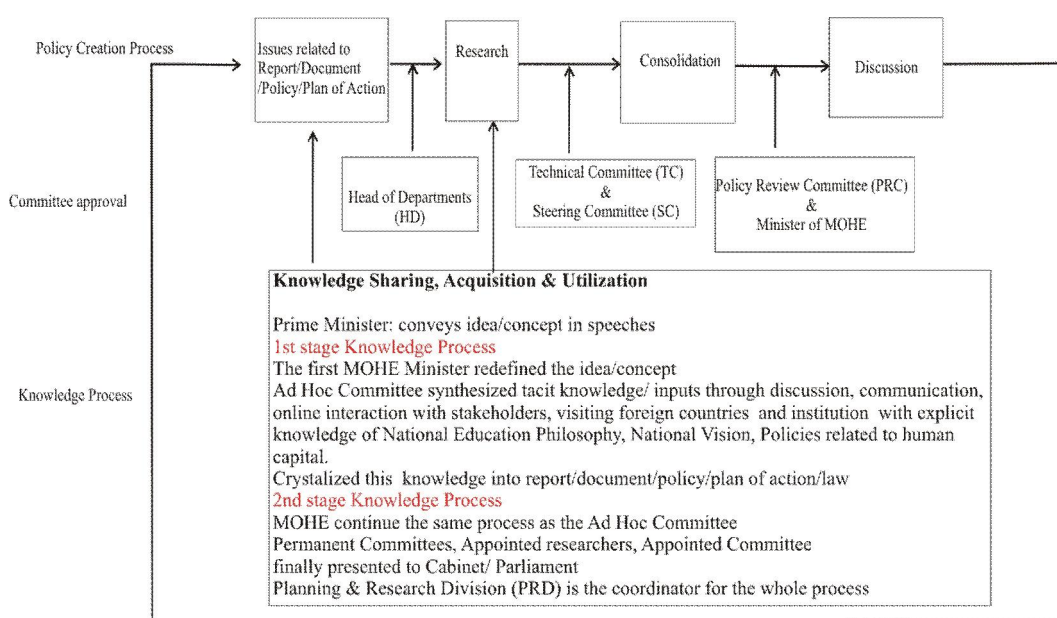 Policy Creation Process
Issues related to
Report/Document
/Policy/Plan of Action
Research
Consolidation
Discussion
Committee approval
Head of Departments
(HD)
Technical Committee (TC)
&
Steering Committee (SC)
Policy Review Committee (PRC)
&
Minister of MOHE
Knowledge Process
Knowledge Sharing, Acquisition & Utilization
Prime Minister: conveys idea/concept in speeches
1st stage Knowledge Process
The first MOHE Minister redefined the idea/concept
Ad Hoc Committee synthesized tacit knowledge/ inputs through discussion, communication,
online interaction with stakeholders, visiting foreign countries and institution with explicit
knowledge of National Education Philosophy, National Vision, Policies related to human
capital.
Crystalized this knowledge into report/document/policy/plan of action/law
2nd stage Knowledge Process
MOHE continue the same process as the Ad Hoc Committee
Permanent Committees, Appointed researchers, Appointed Committee
finally presented to Cabinet/ Parliament
Planning & Research Division (PRD) is the coordinator for the whole process